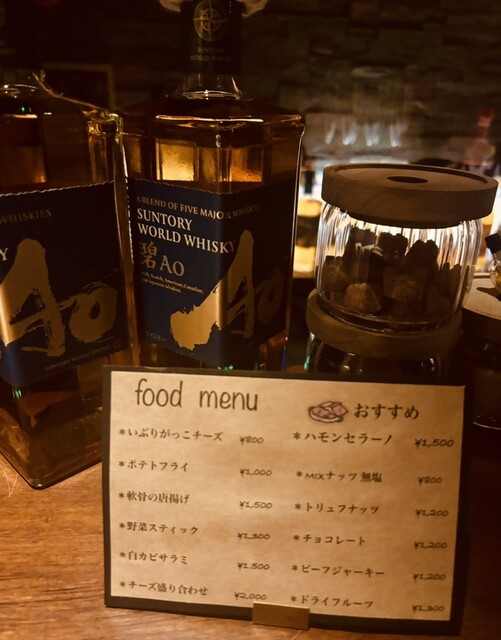 WORLD WHISKY
WHISKIES
A BLEND OF FIVE MAJOR WHISKIES
SUNTORY
WORLD WHISKY
碧 AO
Ao
Ao
food menu
おすすめ
*いぶりがっこチーズ ¥800
*ポテトフライ ¥1,000
*軟骨の唐揚げ ¥1,500
*野菜スティック ¥1,300
*白カビサラミ ¥1,500
*チーズ盛り合わせ ¥2,000
*ハモンセラーノ ¥1,500
*MIXナッツ 無塩 ¥800
*トリュフナッツ ¥1,200
*チョコレート ¥1,200
*ビーフジャーキー ¥1,200
*ドライフルーツ ¥1,300